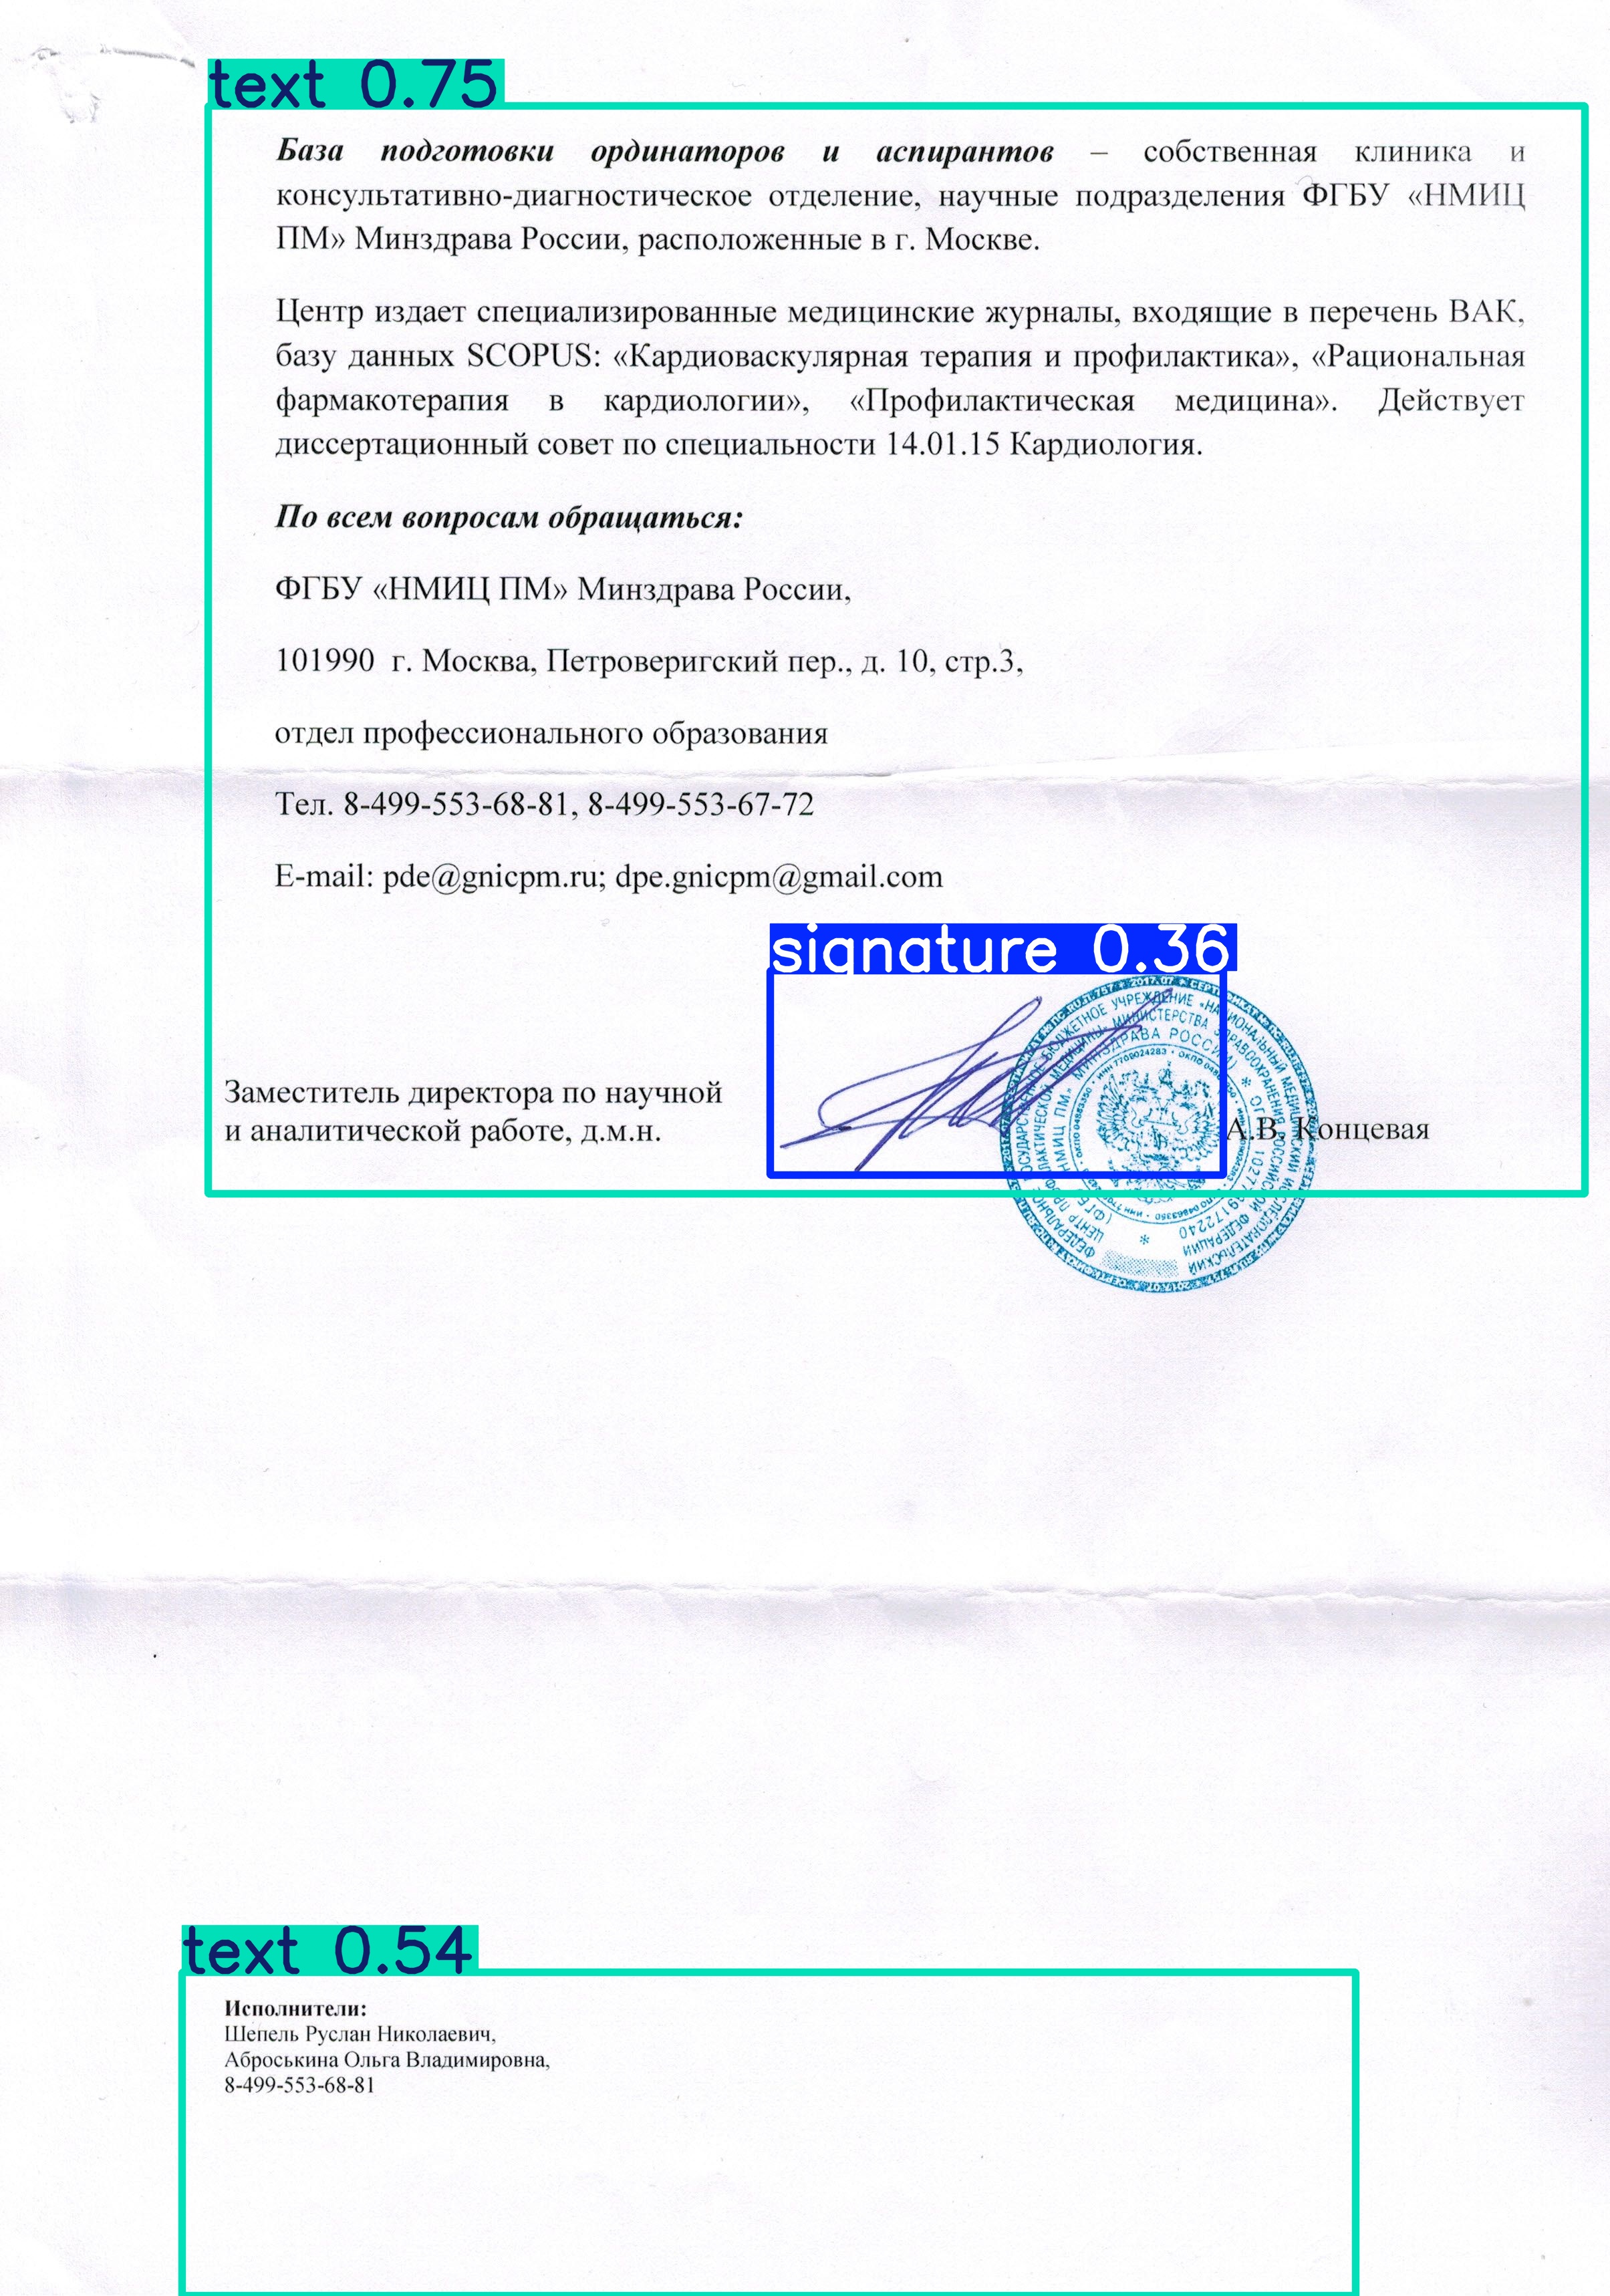 text 0.75
База подготовки ординаторов и аспирантов – собственная клиника и
консультативно-диагностическое отделение, научные подразделения ФГБУ «НМИЦ
ПМ» Минздрава России, расположенные в г. Москве.
Центр издает специализированные медицинские журналы, входящие в перечень ВАК,
базу данных SCOPUS: «Кардиоваскулярная терапия и профилактика», «Рациональная
фармакотерапия в кардиологии», «Профилактическая медицина». Действует
диссертационный совет по специальности 14.01.15 Кардиология.
По всем вопросам обращаться:
ФГБУ «НМИЦ ПМ» Минздрава России,
101990 г. Москва, Петроверигский пер., д. 10, стр.3,
отдел профессионального образования
Тел. 8-499-553-68-81, 8-499-553-67-72
E-mail: pde@gnicpm.ru; dpe.gnicpm@gmail.com
signature 0.36
Заместитель директора по научной
и аналитической работе, д.м.н.
А.В. Концевая
text 0.54
Исполнители:
Шепель Руслан Николаевич,
Аброськина Ольга Владимировна,
8-499-553-68-81